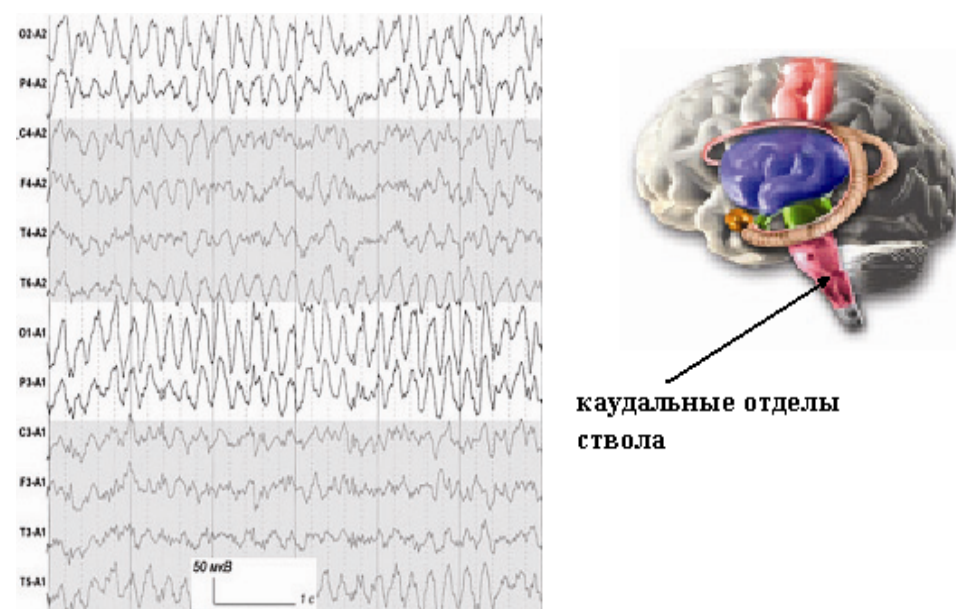 O2-A2
P4-A2
C4-A2
F4-A2
T4-A2
T6-A2
O1-A1
P3-A1
C3-A1
F3-A1
T3-A1
T5-A1
50 мкВ
1 с
каудальные отделы
ствола